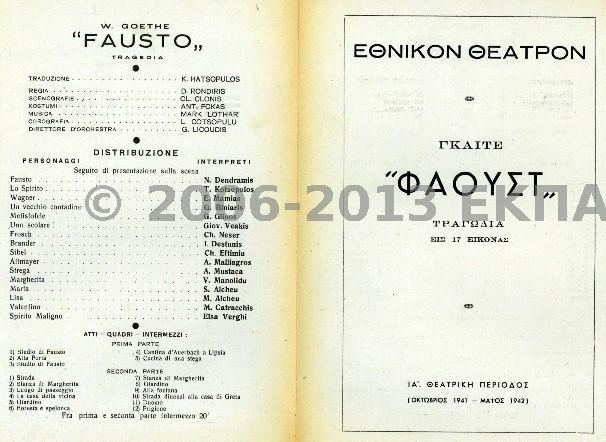 W. GOETHE
“FAUSTO„
TRAGEDIA
TRADUZIONE K. HATSOPULOS
REGIA D. RONDIRIS
SCENOGRAFIE CL. CLONIS
KOSTUMI ANT. FOKAS
MUSICA MARK 'LOTHAR'
COROGRAFIA L. COTSOPULU
DIRETTORE D'ORCHESTRA G. LICOUDIS
DISTRIBUZIONE
PERSONAGGI INTERPRETI
Seguito di presentazione sulla scena
Fausto N. Dendramis
Lo Spirito T. Kotsopulos
Wagner E. Mamias
Un vecchio contadino G. Biniaris
Mefistofele G. Glinos
Uno scolare Giov. Veakis
Frosch Ch. Neser
Brander I. Destunis
Sibel Ch. Eftimiu
Altmayer A. Malliagros
Strega A. Mustaca
Margherita V. Manolidu
Marta S. Alcheu
Lisa M. Alcheu
Valentino M. Catracchis
Spirito Maligno Elsa Verghi
ATTI — QUADRI — INTERMEZZI :
PRIMA PARTE
1) Studio di Fausto
2) Alla Porta
3) Studio di Fausto
4) Cantina d'Auerbach a Lipsia
5) Cucina di una stega
SECONDA PARTE
1) Strada
2) Stanza di Margherita
3) Luogo di passeggio
4) La casa della vicina
5) Giardino
6) Foresta e spelonca
7) Stanza di Margherita
8) Giardino
9) Alla fontana
10) Strada dinanzi alla casa di Greta
11) Duomo
12) Prigione
Fra prima e seconda parte intermezzo 20'
ΕΘΝΙΚΟΝ ΘΕΑΤΡΟΝ
ΓΚΑΙΤΕ
“ΦΑΟΥΣΤ„
ΤΡΑΓΩΔΙΑ
ΕΙΣ 17 ΕΙΚΟΝΑΣ
ΙΑ'. ΘΕΑΤΡΙΚΗ ΠΕΡΙΟΔΟΣ
(ΟΚΤΩΒΡΙΟΣ 1941 — ΜΑΪΟΣ 1942)
© 2006-2013 ΕΚΠΑ